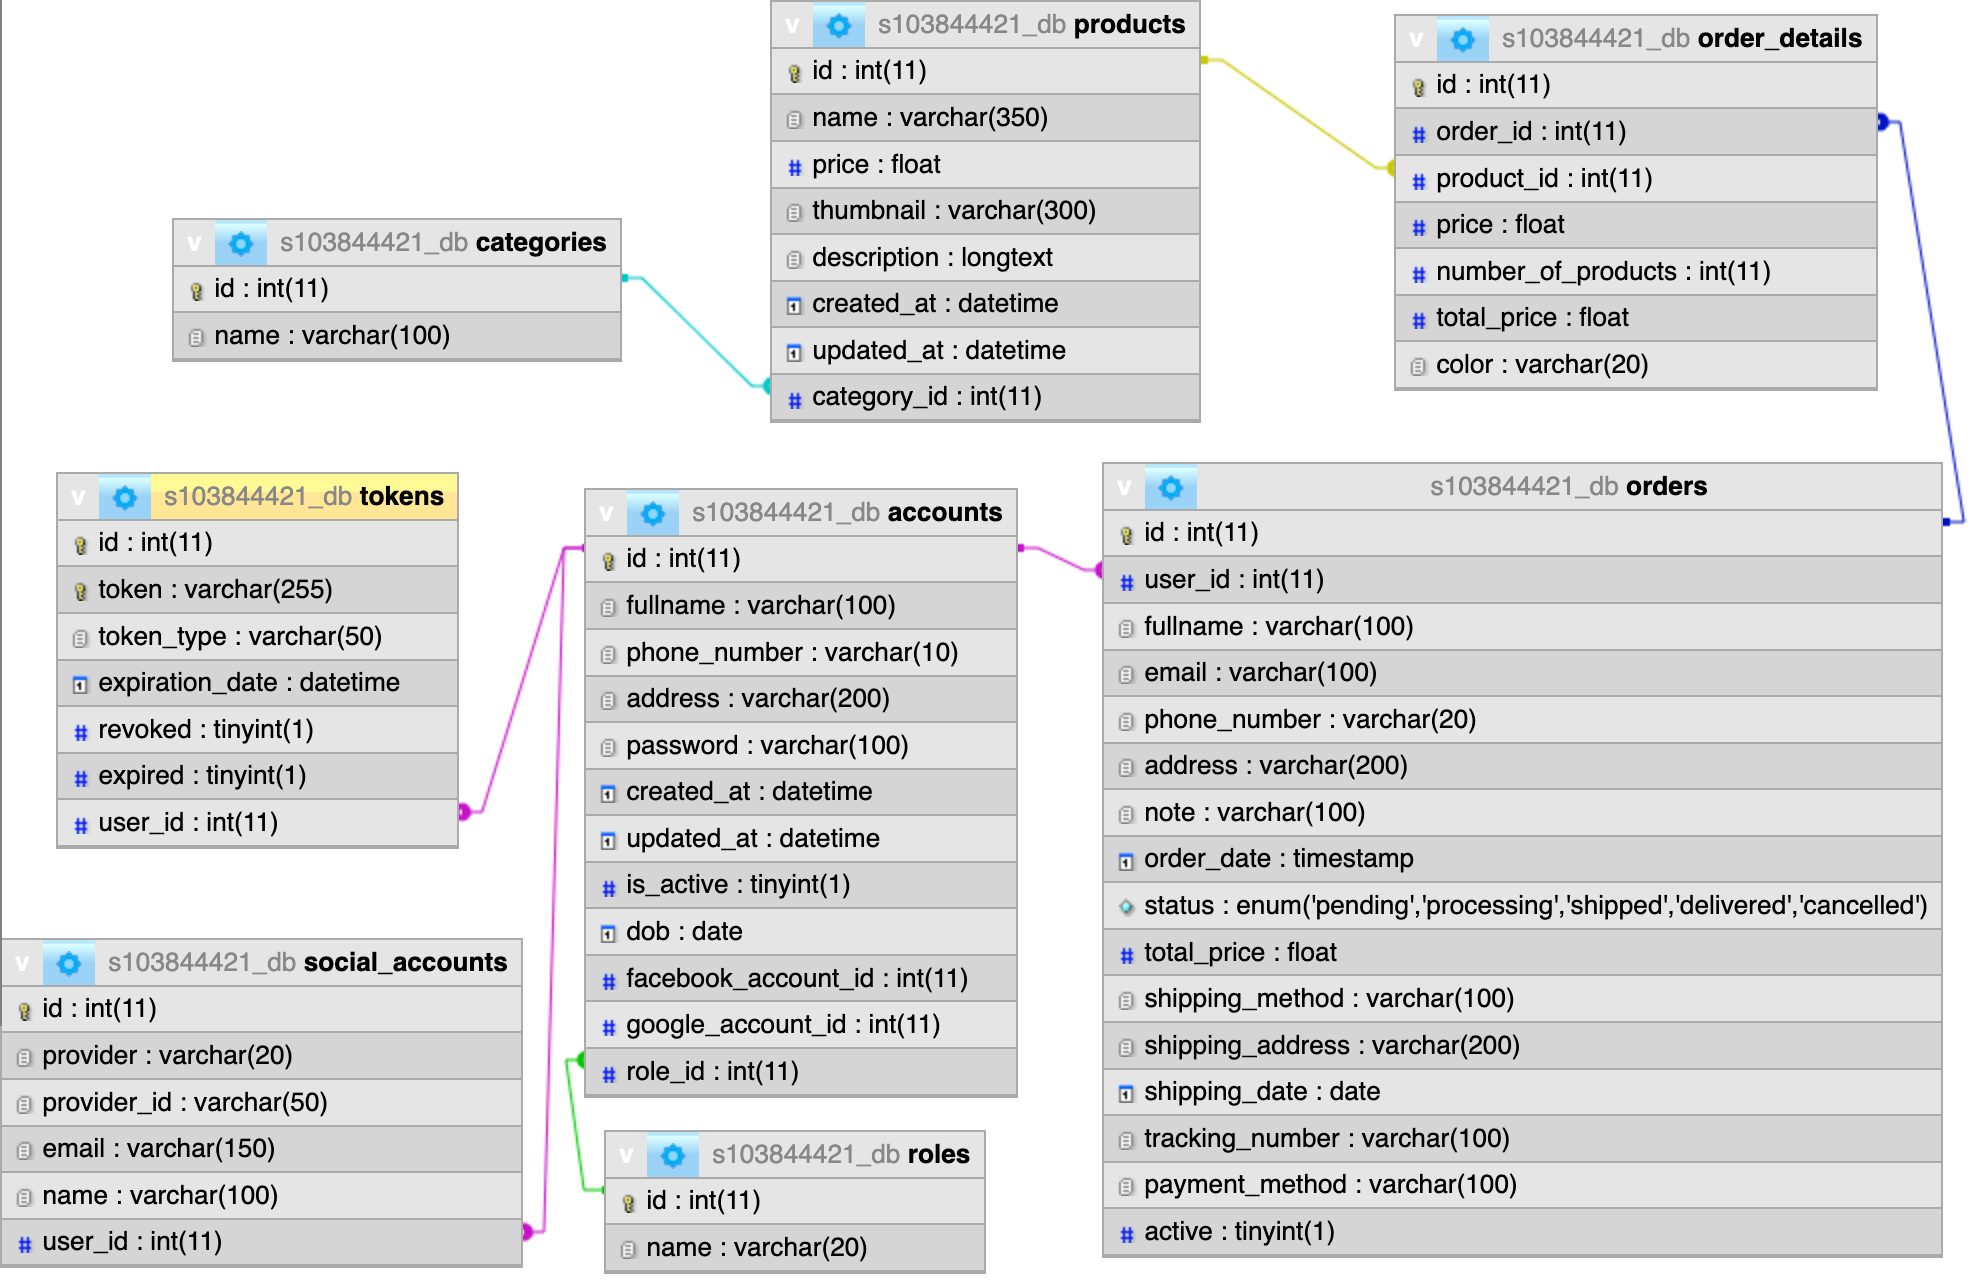 v s103844421_db products
id : int(11)
name : varchar(350)
price : float
thumbnail : varchar(300)
description : longtext
created_at : datetime
updated_at : datetime
category_id : int(11)
v s103844421_db order_details
id : int(11)
order_id : int(11)
product_id : int(11)
price : float
number_of_products : int(11)
total_price : float
color : varchar(20)
v s103844421_db categories
id : int(11)
name : varchar(100)
v s103844421_db tokens
id : int(11)
token : varchar(255)
token_type : varchar(50)
expiration_date : datetime
revoked : tinyint(1)
expired : tinyint(1)
user_id : int(11)
v s103844421_db accounts
id : int(11)
fullname : varchar(100)
phone_number : varchar(10)
address : varchar(200)
password : varchar(100)
created_at : datetime
updated_at : datetime
is_active : tinyint(1)
dob : date
facebook_account_id : int(11)
google_account_id : int(11)
role_id : int(11)
v s103844421_db orders
id : int(11)
user_id : int(11)
fullname : varchar(100)
email : varchar(100)
phone_number : varchar(20)
address : varchar(200)
note : varchar(100)
order_date : timestamp
status : enum('pending','processing','shipped','delivered','cancelled')
total_price : float
shipping_method : varchar(100)
shipping_address : varchar(200)
shipping_date : date
tracking_number : varchar(100)
payment_method : varchar(100)
active : tinyint(1)
v s103844421_db social_accounts
id : int(11)
provider : varchar(20)
provider_id : varchar(50)
email : varchar(150)
name : varchar(100)
user_id : int(11)
v s103844421_db roles
id : int(11)
name : varchar(20)